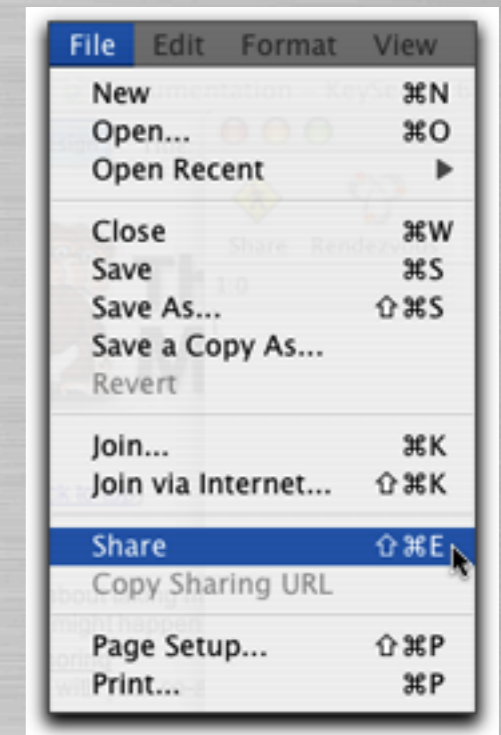 File Edit Format View
New ⌘N
Open... ⌘O
Open Recent ▶
Close ⌘W
Save ⌘S
Save As... ⇧⌘S
Save a Copy As...
Revert
Join... ⌘K
Join via Internet... ⇧⌘K
Share ⇧⌘E
Copy Sharing URL
Page Setup... ⇧⌘P
Print... ⌘P